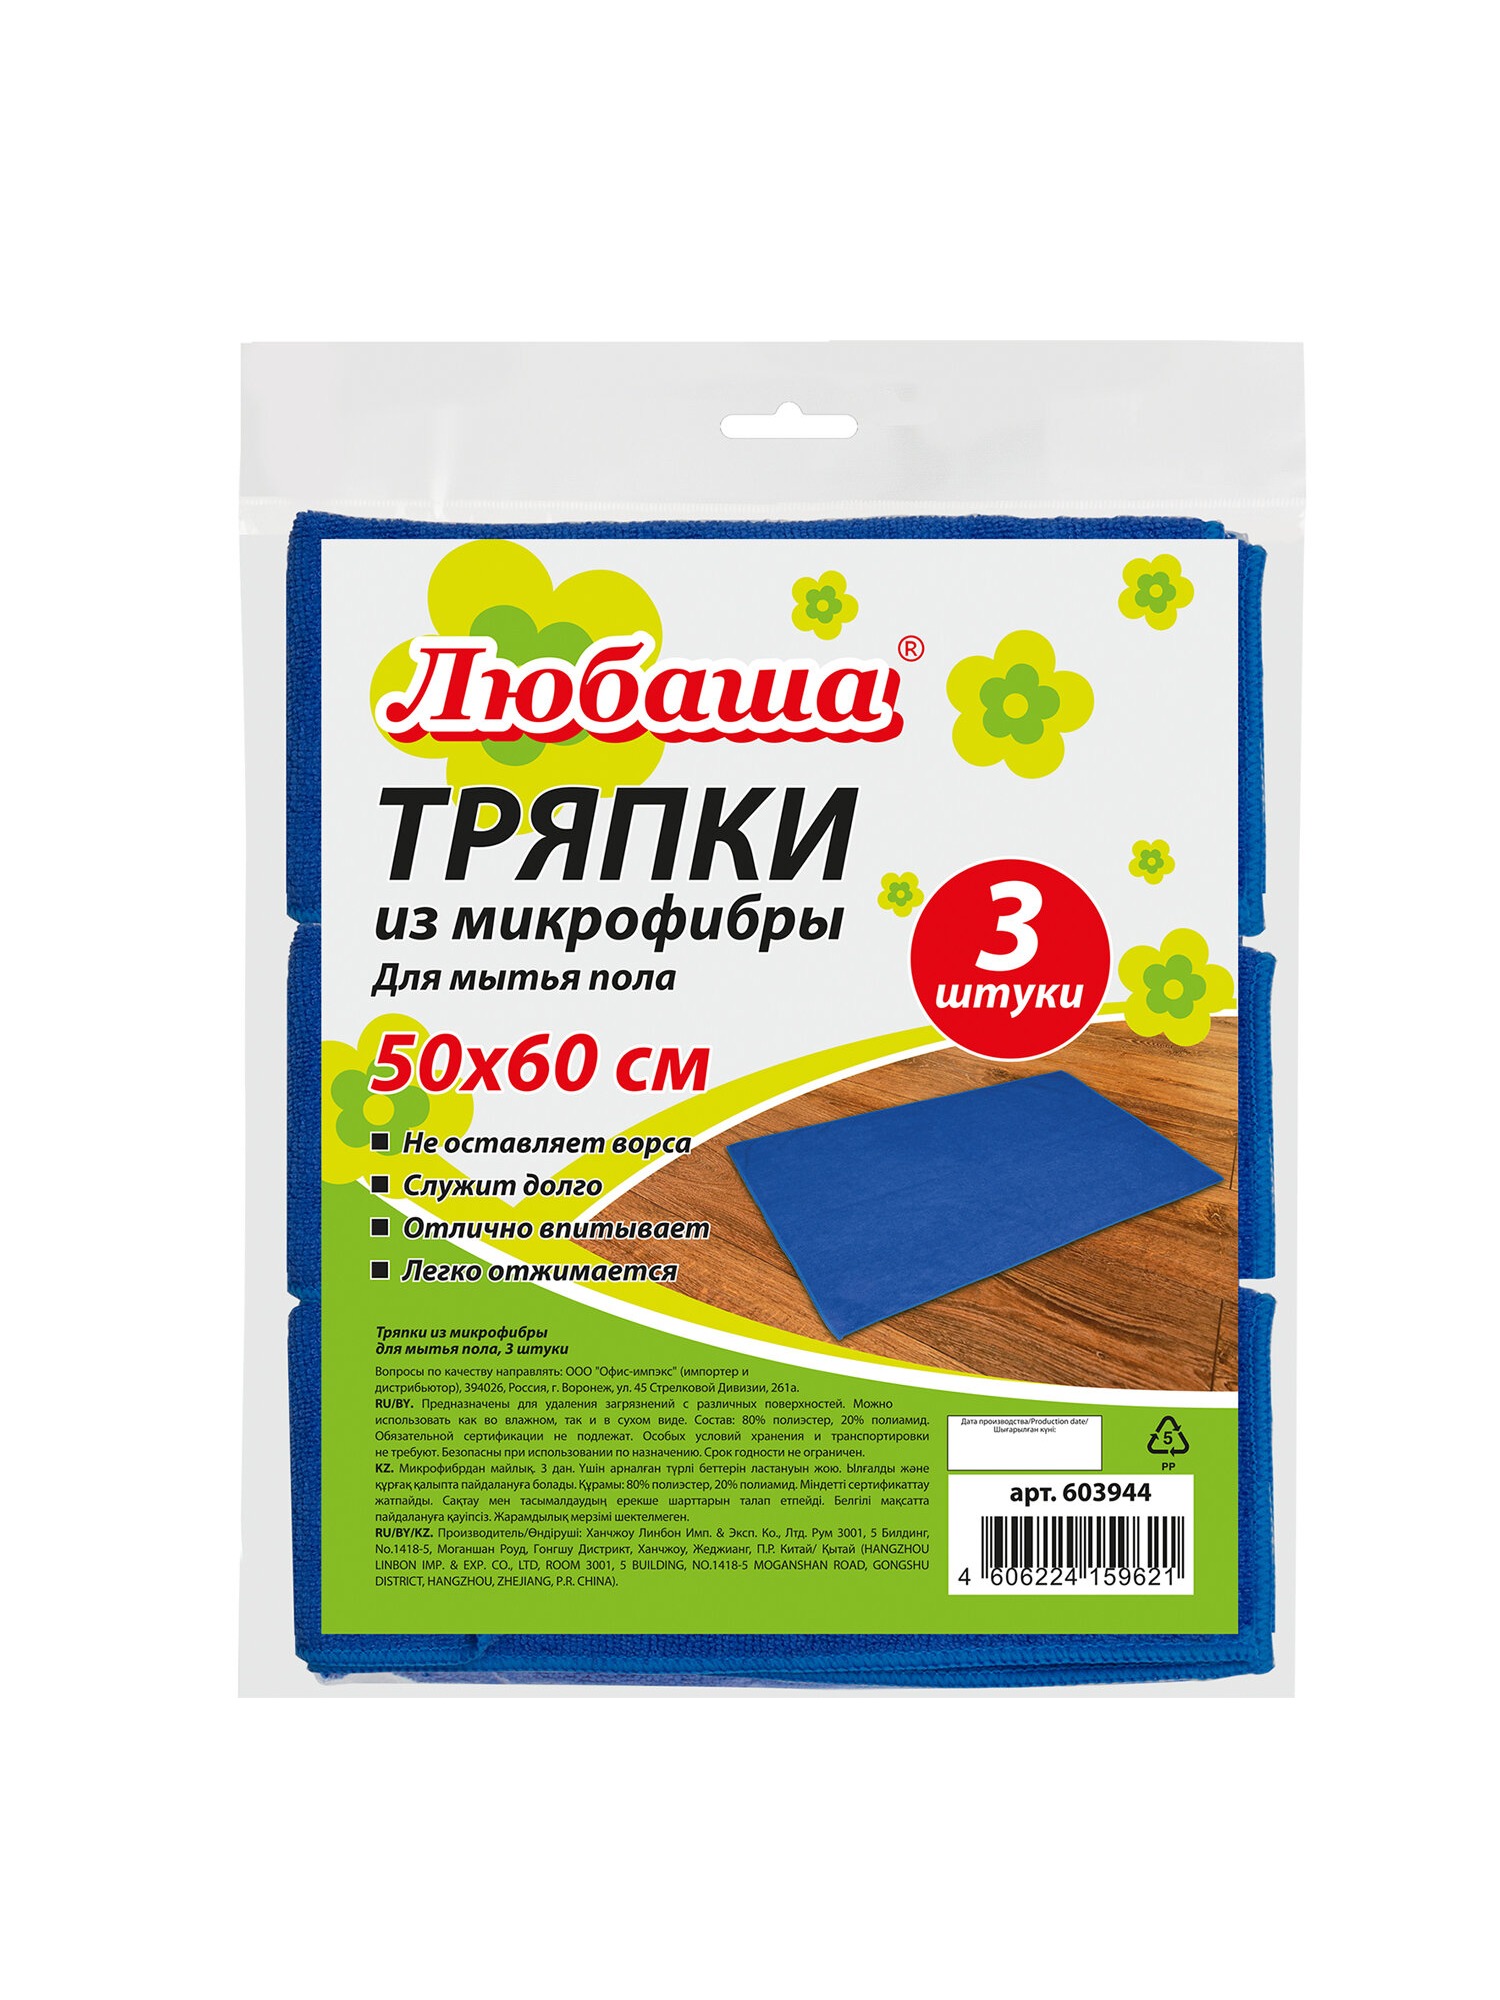 Любаша®
ТРЯПКИ
из микрофибры
Для мытья пола
3
штуки
50х60 см
Не оставляет ворса
Служит долго
Отлично впитывает
Легко отжимается
Тряпки из микрофибры
для мытья пола, 3 штуки
Вопросы по качеству направлять: ООО "Офис-импэкс" (импортер и
дистрибьютор), 394026, Россия, г. Воронеж, ул. 45 Стрелковой Дивизии, 261а.
RU/BY. Предназначены для удаления загрязнений с различных поверхностей. Можно
использовать как во влажном, так и в сухом виде. Состав: 80% полиэстер, 20% полиамид.
Обязательной сертификации не подлежат. Особых условий хранения и транспортировки
не требуют. Безопасны при использовании по назначению. Срок годности не ограничен.
KZ. Микрофибрдан майлық. 3 дан. Үшін арналған түрлі беттерін ластануын жою. Ылғалды және
құрғақ қалыпта пайдалануға болады. Құрамы: 80% полиэстер, 20% полиамид. Міндетті сертификаттау
жатпайды. Сақтау мен тасымалдаудың ерекше шарттарын талап етпейді. Белгілі мақсатта
пайдалануға қауіпсіз. Жарамдылық мерзімі шектелмеген.
RU/BY/KZ. Производитель/Өндіруші: Ханчжоу Линбон Имп. & Эксп. Ко., Лтд. Рум 3001, 5 Билдинг,
No.1418-5, Моганшан Роуд, Гонгшу Дистрикт, Ханчжоу, Жеджианг, П.Р. Китай/ Қытай (HANGZHOU
LINBON IMP. & EXP. CO., LTD, ROOM 3001, 5 BUILDING, NO.1418-5 MOGANSHAN ROAD, GONGSHU
DISTRICT, HANGZHOU, ZHEJIANG, P.R. CHINA).
Дата производства/Production date/
Шығарылған күні:
5
PP
арт. 603944
4 606224 159621